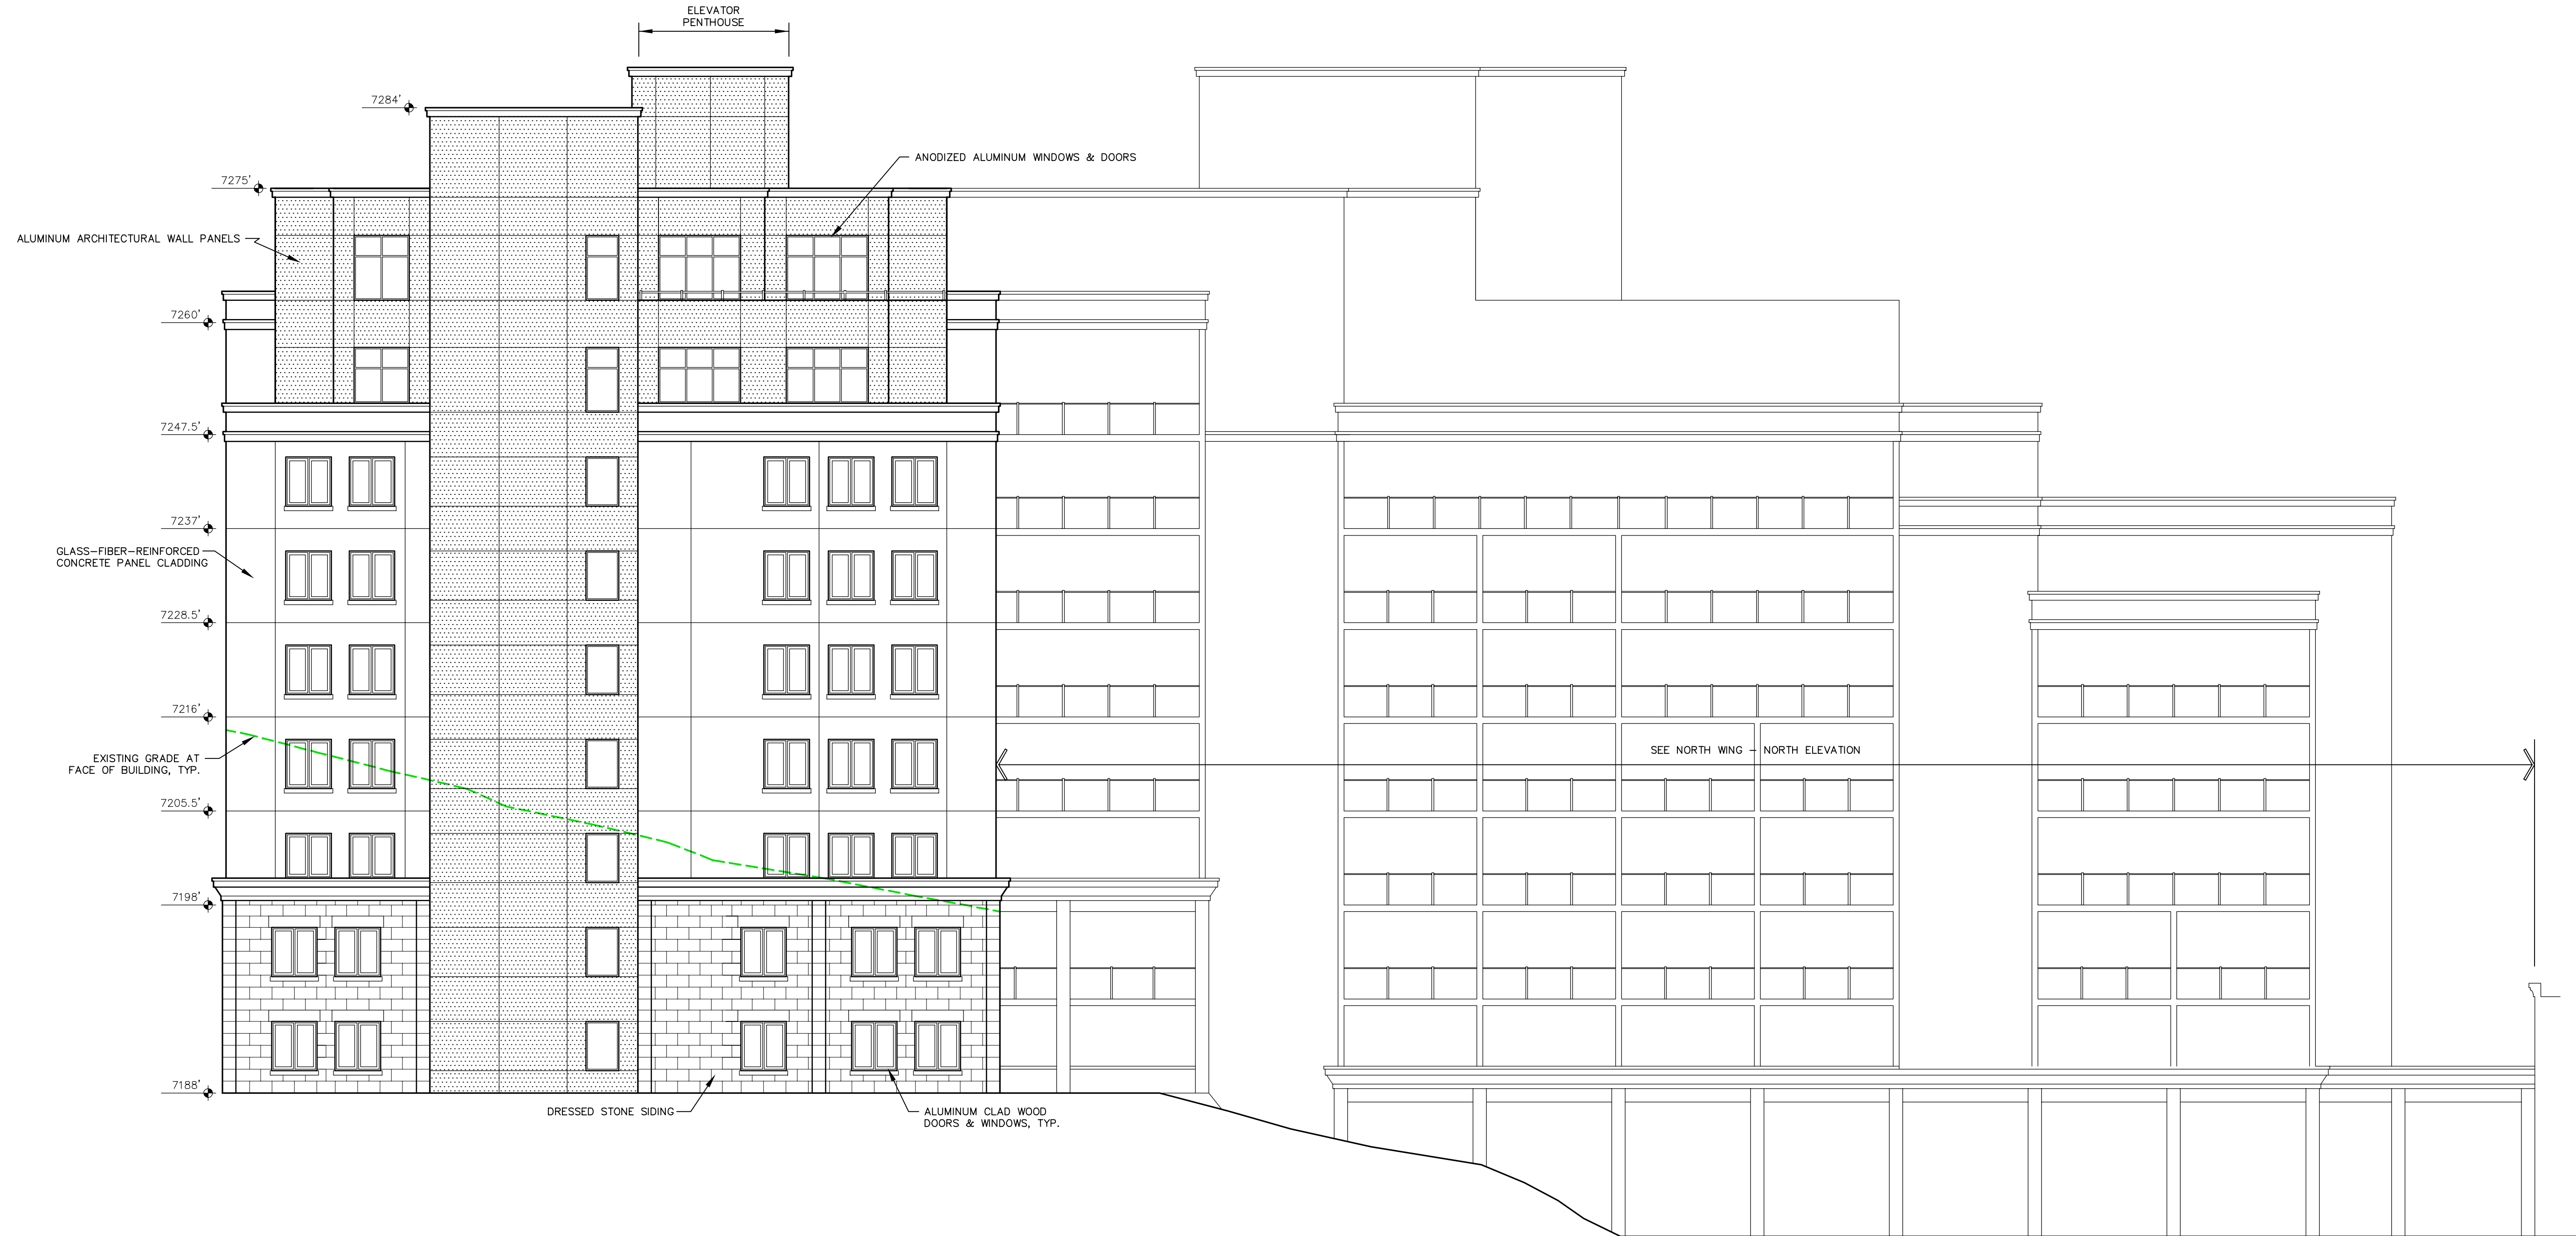 ELEVATOR
PENTHOUSE
7284'
ANODIZED ALUMINUM WINDOWS & DOORS
7275'
ALUMINUM ARCHITECTURAL WALL PANELS
7260'
7247.5'
7237'
GLASS-FIBER-REINFORCED
CONCRETE PANEL CLADDING
7228.5'
7216'
EXISTING GRADE AT
FACE OF BUILDING, TYP.
SEE NORTH WING - NORTH ELEVATION
7205.5'
7198'
7188'
DRESSED STONE SIDING
ALUMINUM CLAD WOOD
DOORS & WINDOWS, TYP.